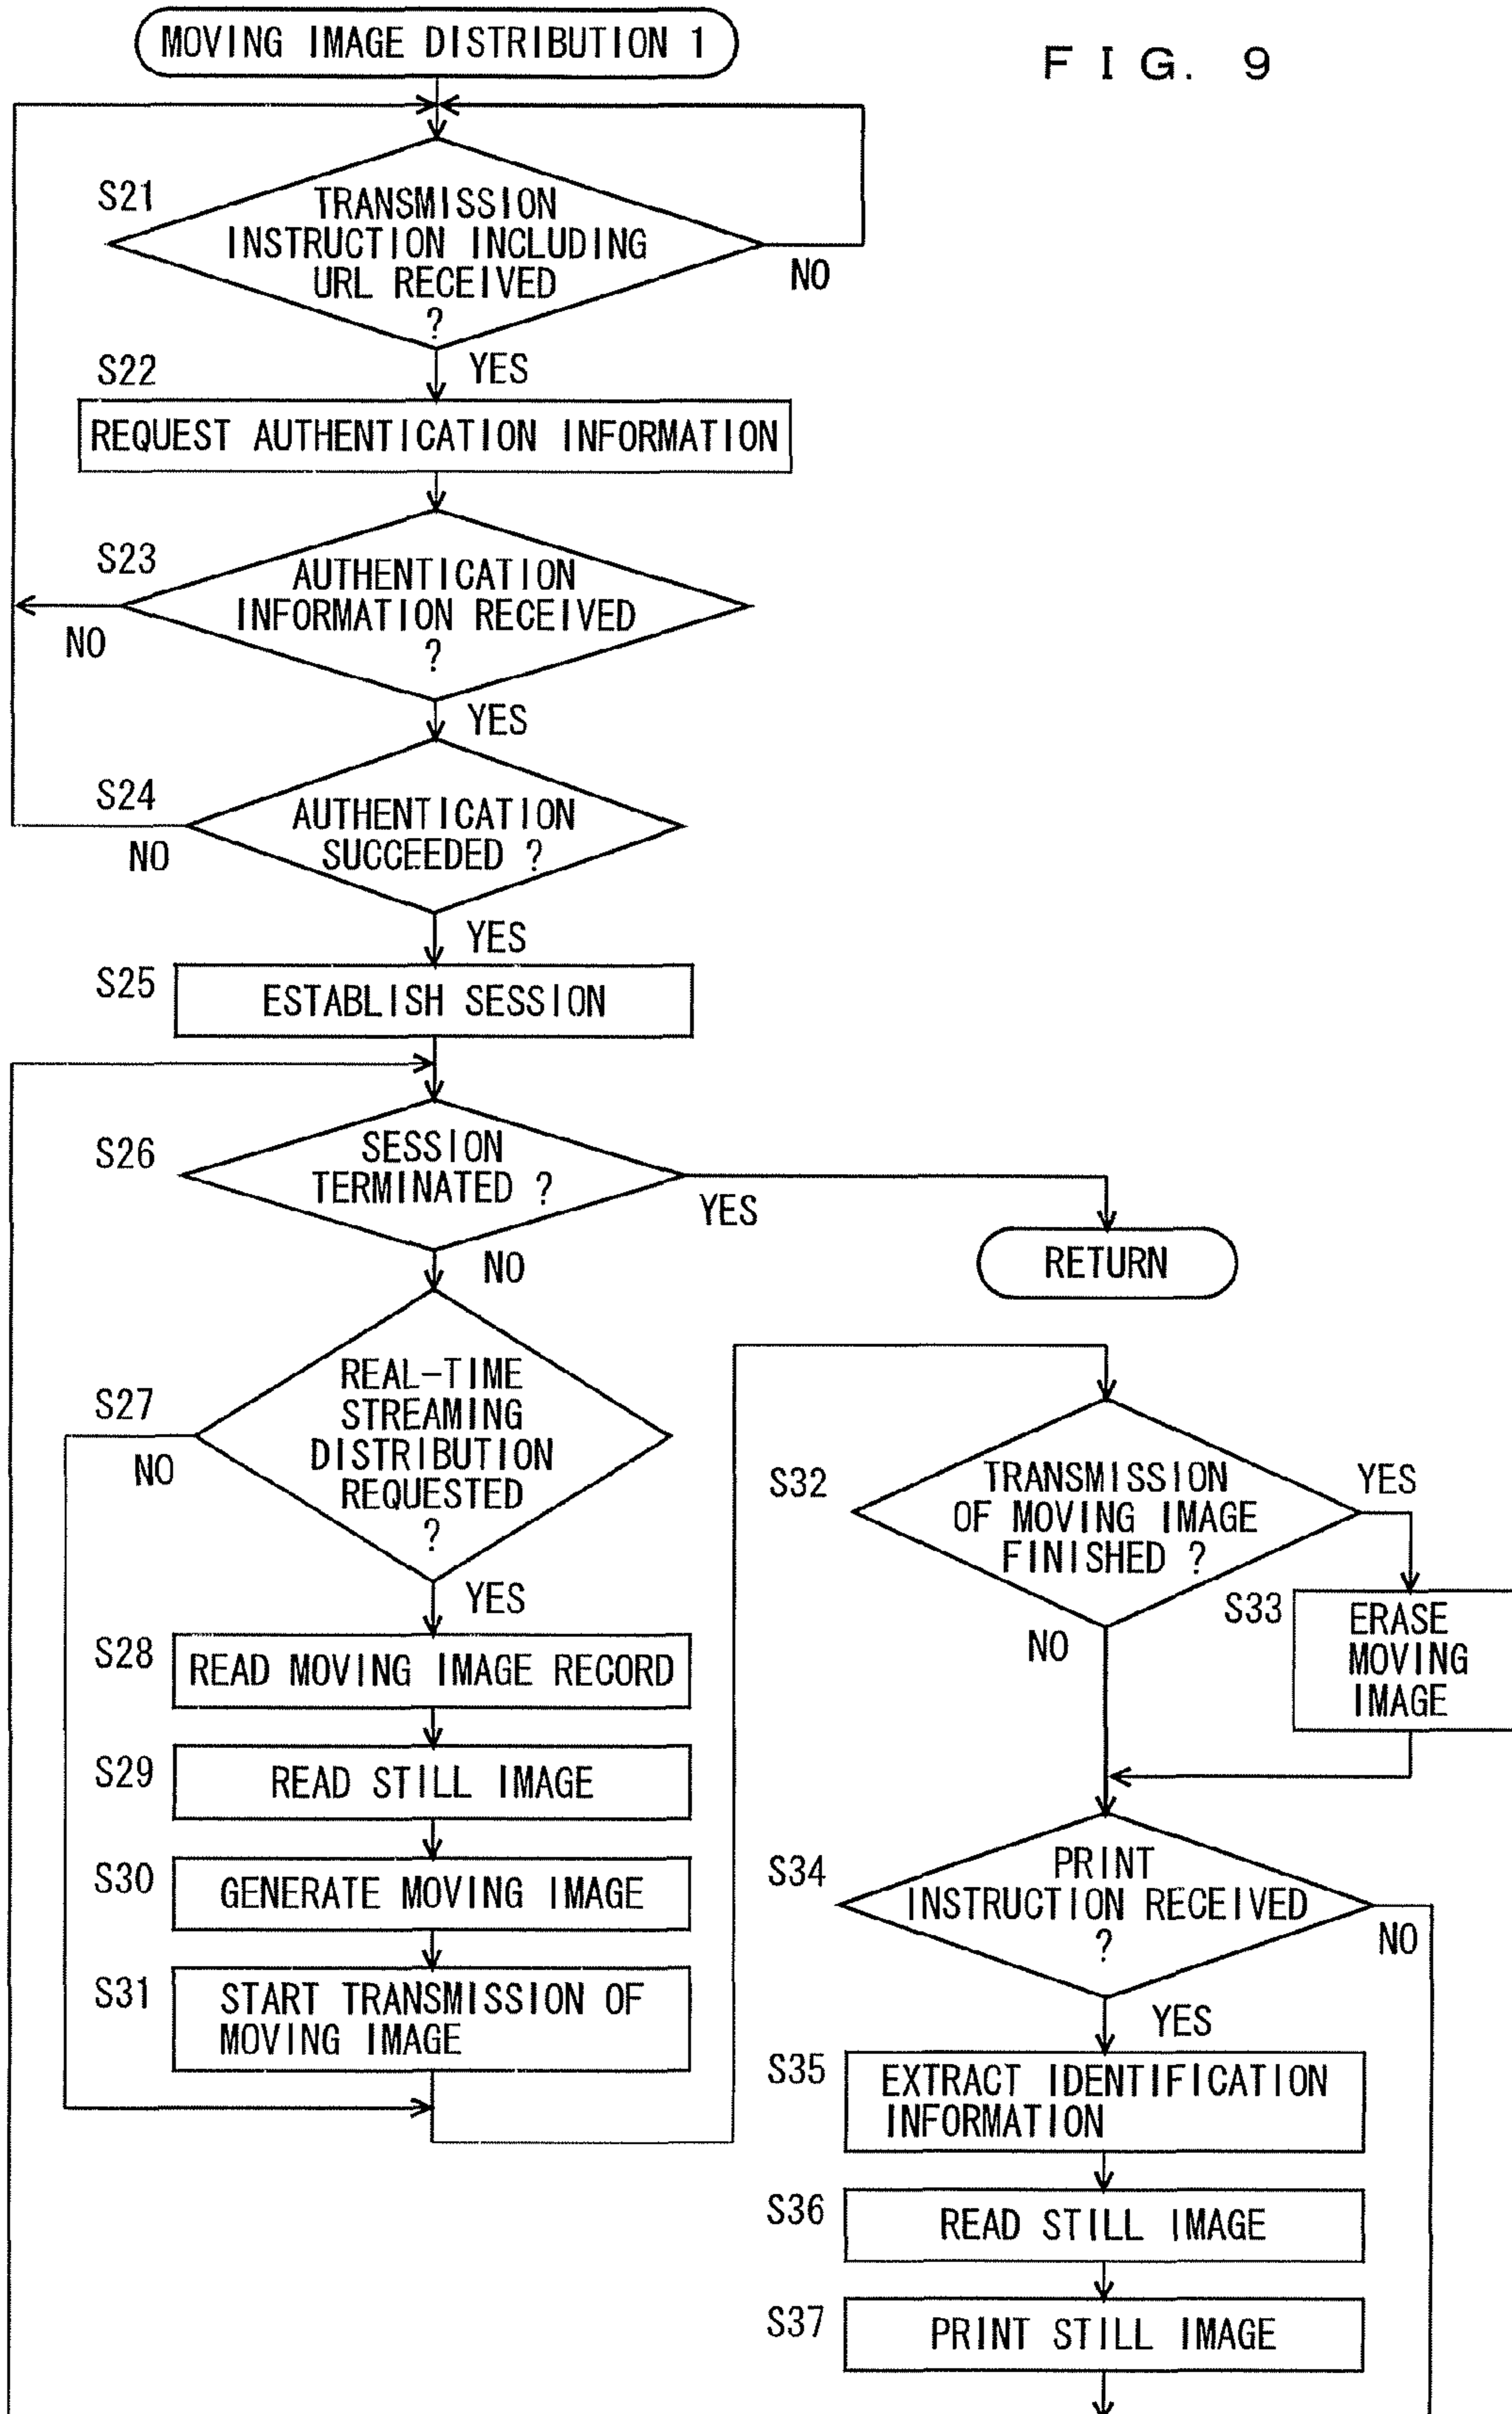 MOVING IMAGE DISTRIBUTION 1
FIG. 9
S21
TRANSMISSION
INSTRUCTION INCLUDING
URL RECEIVED
?
NO
YES
S22
REQUEST AUTHENTICATION INFORMATION
S23
AUTHENTICATION
INFORMATION RECEIVED
?
NO
YES
S24
AUTHENTICATION
SUCCEEDED ?
NO
YES
S25
ESTABLISH SESSION
S26
SESSION
TERMINATED ?
YES
RETURN
NO
S27
REAL-TIME
STREAMING
DISTRIBUTION
REQUESTED
?
NO
YES
S28
READ MOVING IMAGE RECORD
S29
READ STILL IMAGE
S30
GENERATE MOVING IMAGE
S31
START TRANSMISSION OF
MOVING IMAGE
S32
TRANSMISSION
OF MOVING IMAGE
FINISHED ?
YES
NO
S33
ERASE
MOVING
IMAGE
S34
PRINT
INSTRUCTION RECEIVED
?
NO
YES
S35
EXTRACT IDENTIFICATION
INFORMATION
S36
READ STILL IMAGE
S37
PRINT STILL IMAGE